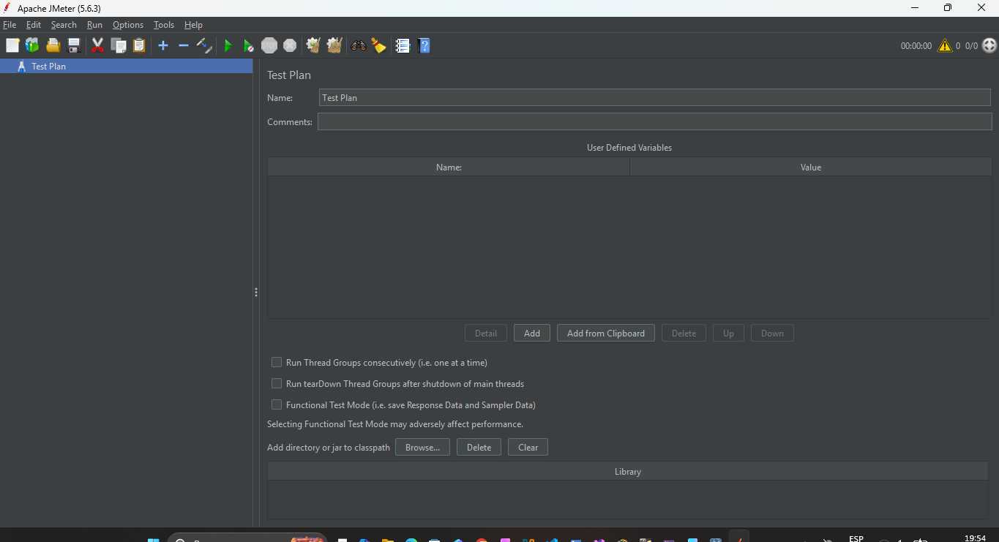 Apache JMeter (5.6.3)
File Edit Search Run Options Tools Help
STOP 00:00:00 0 0/0
Test Plan
Test Plan
Name: Test Plan
Comments:
User Defined Variables
Name: Value
Detail Add Add from Clipboard Delete Up Down
Run Thread Groups consecutively (i.e. one at a time)
Run tearDown Thread Groups after shutdown of main threads
Functional Test Mode (i.e. save Response Data and Sampler Data)
Selecting Functional Test Mode may adversely affect performance.
Add directory or jar to classpath Browse... Delete Clear
Library
ESP 19:54